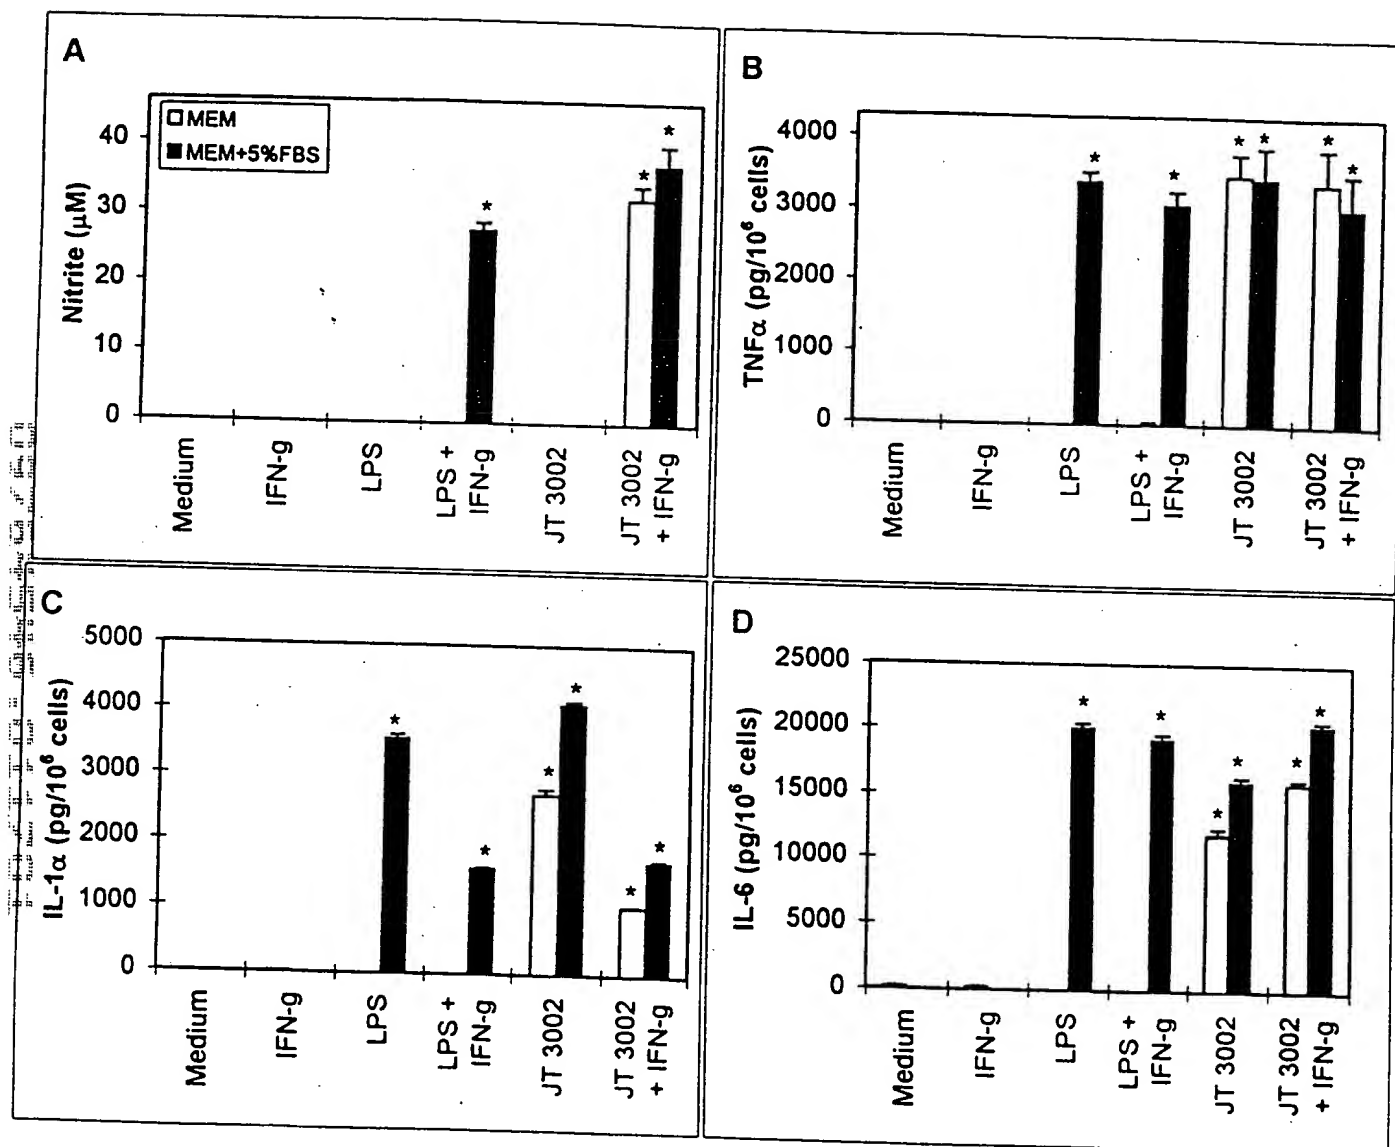 A
MEM
MEM+5%FBS
Nitrite (μM)
40
30
20
10
0
Medium
IFN-g
LPS
LPS +
IFN-g
JT 3002
JT 3002
+ IFN-g
* * *
B
TNFα (pg/10⁶ cells)
4000
3000
2000
1000
0
Medium
IFN-g
LPS
LPS +
IFN-g
JT 3002
JT 3002
+ IFN-g
* * * * * *
C
IL-1α (pg/10⁶ cells)
5000
4000
3000
2000
1000
0
Medium
IFN-g
LPS
LPS +
IFN-g
JT 3002
JT 3002
+ IFN-g
* * * * * *
D
IL-6 (pg/10⁶ cells)
25000
20000
15000
10000
5000
0
Medium
IFN-g
LPS
LPS +
IFN-g
JT 3002
JT 3002
+ IFN-g
* * * * * *